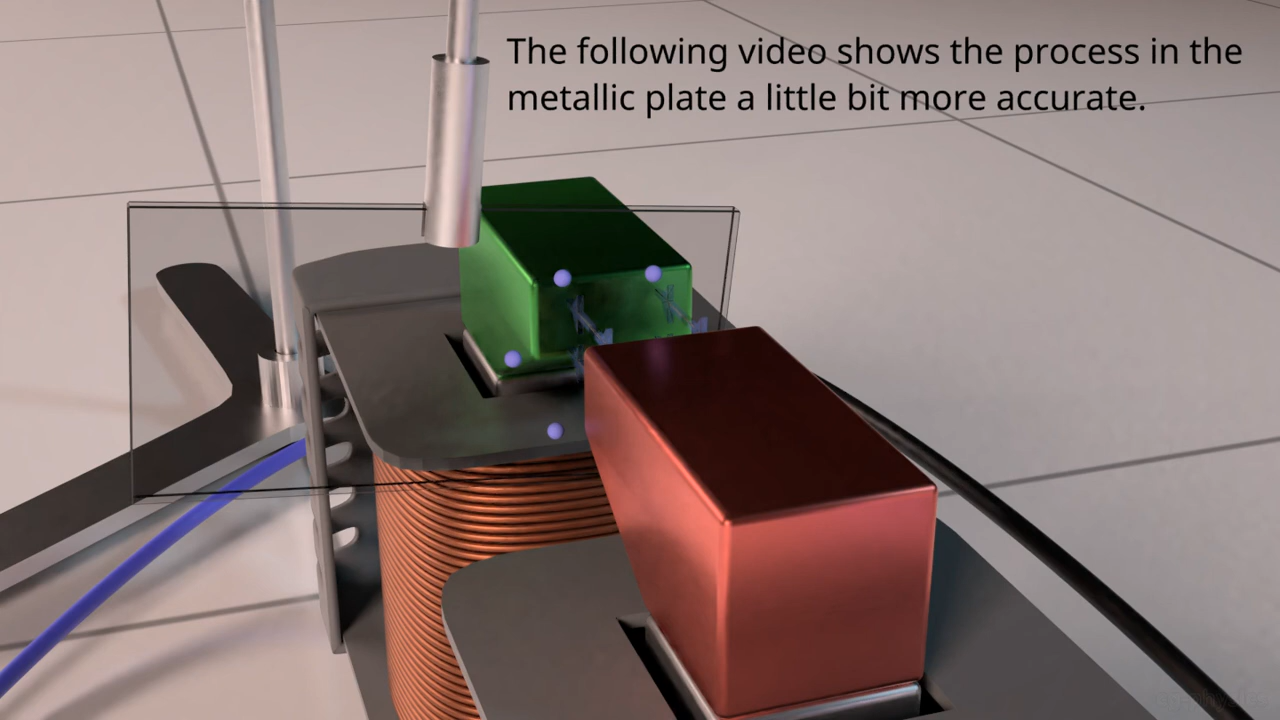 The following video shows the process in the
metallic plate a little bit more accurate.